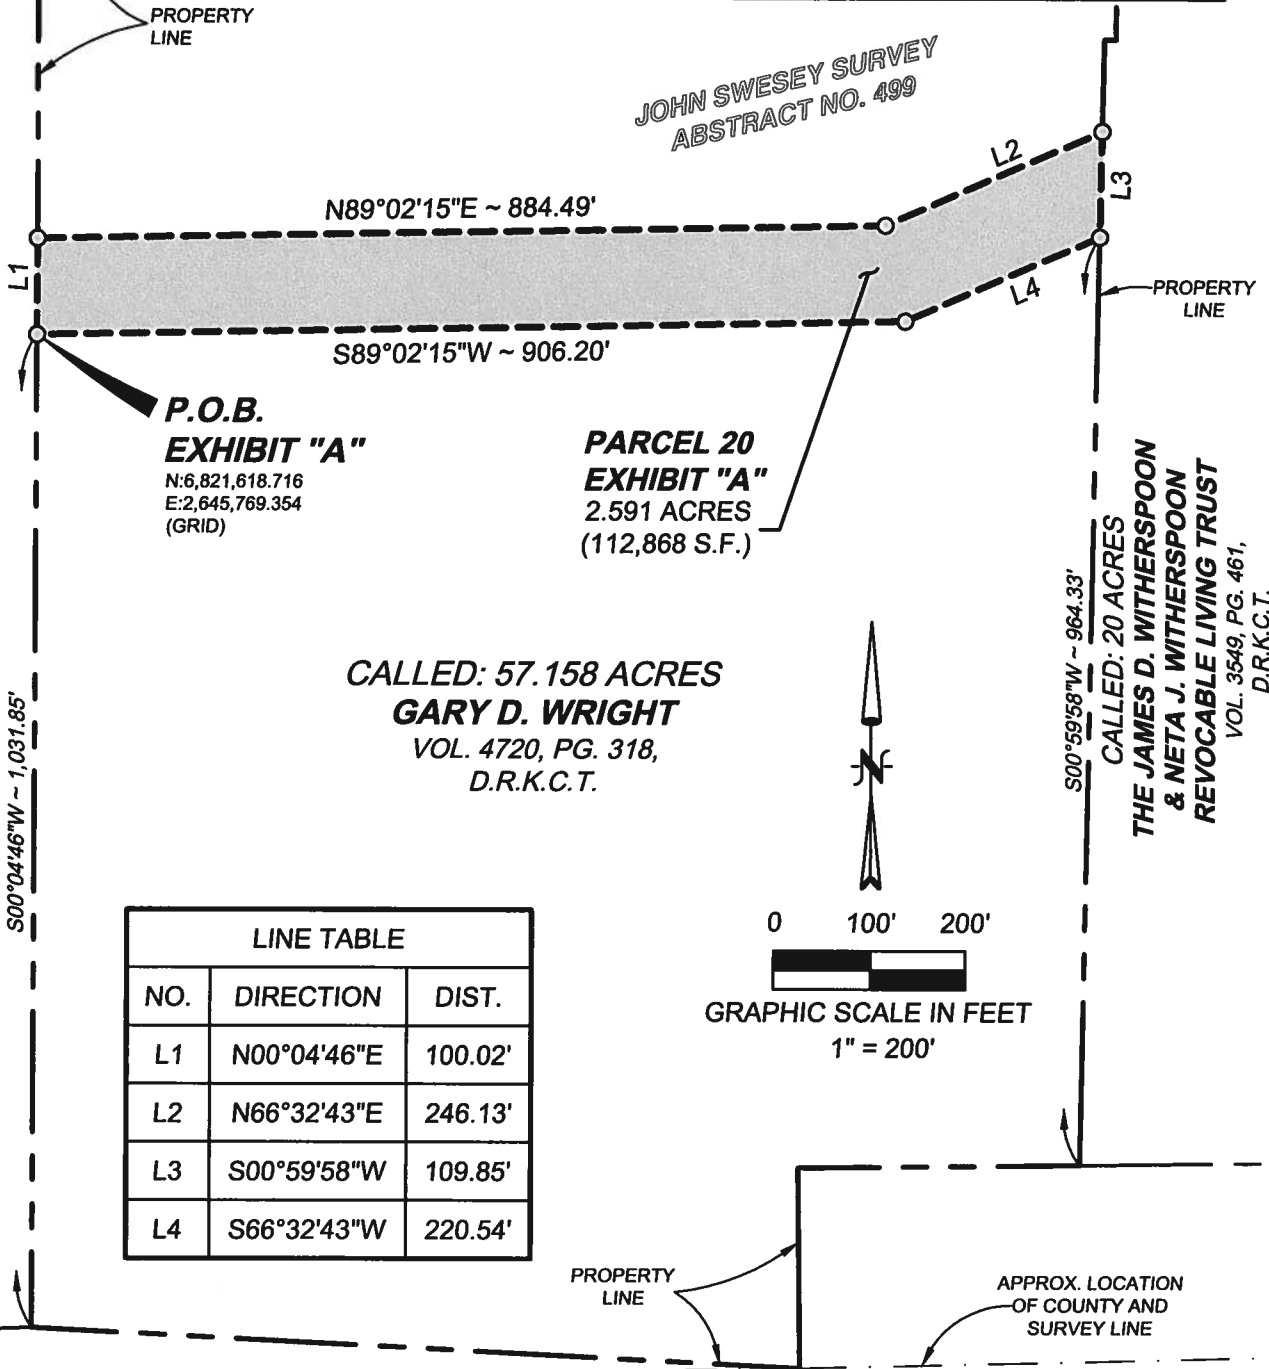 PROPERTY
LINE
JOHN SWESEY SURVEY
ABSTRACT NO. 499
L2
L3
N89°02'15"E ~ 884.49'
L1
L4
PROPERTY
LINE
S89°02'15"W ~ 906.20'
P.O.B.
EXHIBIT "A"
N:6,821,618.716
E:2,645,769.354
(GRID)
PARCEL 20
EXHIBIT "A"
2.591 ACRES
(112,868 S.F.)
S00°59'58"W ~ 964.33'
CALLED: 20 ACRES
THE JAMES D. WITHERSPOON
& NETA J. WITHERSPOON
REVOCABLE LIVING TRUST
VOL. 3549, PG. 461,
D.R.K.C.T.
CALLED: 57.158 ACRES
GARY D. WRIGHT
VOL. 4720, PG. 318,
D.R.K.C.T.
S00°04'46"W ~ 1,031.85'
N
LINE TABLE
NO. DIRECTION DIST.
L1 N00°04'46"E 100.02'
L2 N66°32'43"E 246.13'
L3 S00°59'58"W 109.85'
L4 S66°32'43"W 220.54'
0 100' 200'
GRAPHIC SCALE IN FEET
1" = 200'
PROPERTY
LINE
APPROX. LOCATION
OF COUNTY AND
SURVEY LINE